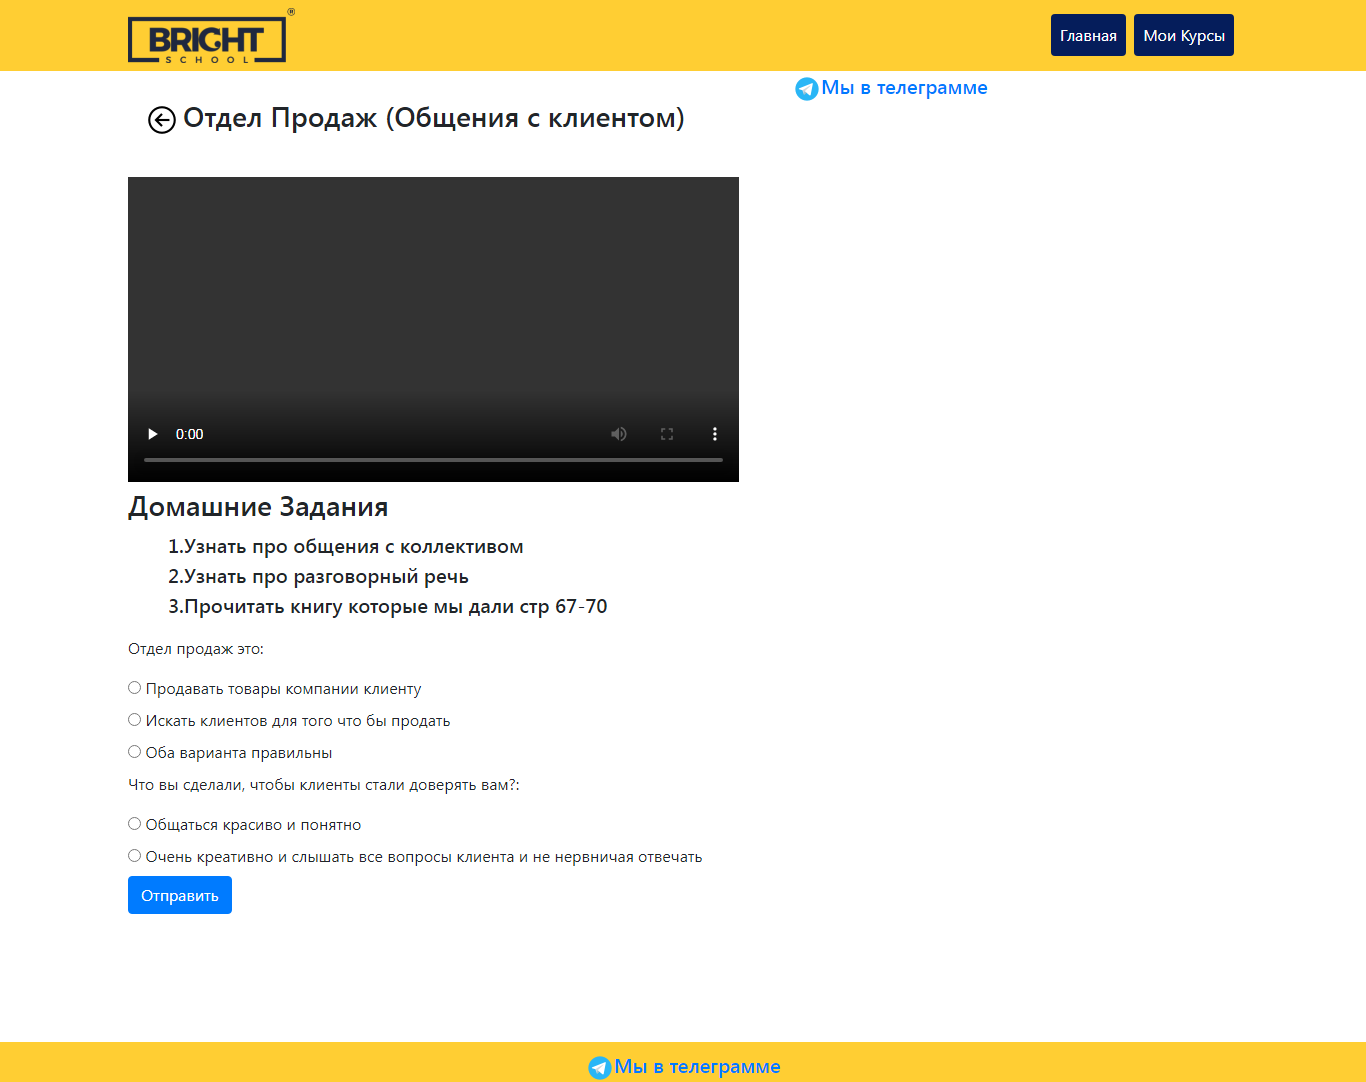 BRIGHT®
SCHOOL
Главная
Мои Курсы
Мы в телеграмме
Отдел Продаж (Общения с клиентом)
0:00
Домашние Задания
1.Узнать про общения с коллективом
2.Узнать про разговорный речь
3.Прочитать книгу которые мы дали стр 67-70
Отдел продаж это:
Продавать товары компании клиенту
Искать клиентов для того что бы продать
Оба варианта правильны
Что вы сделали, чтобы клиенты стали доверять вам?:
Общаться красиво и понятно
Очень креативно и слышать все вопросы клиента и не нервничая отвечать
Отправить
Мы в телеграмме